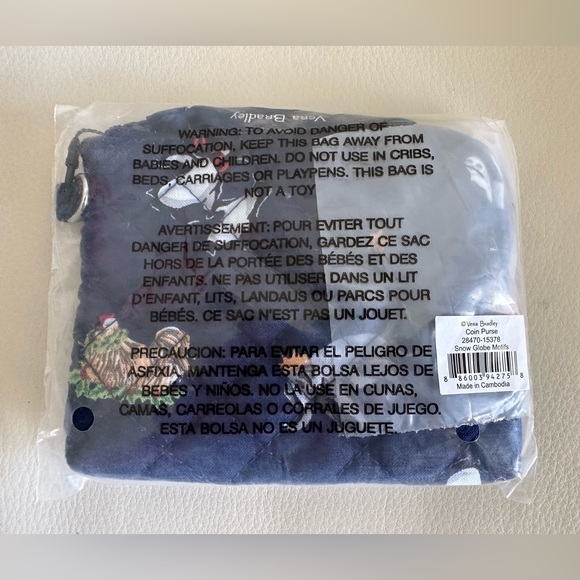 Vera Bradley
WARNING: TO AVOID DANGER OF
SUFFOCATION, KEEP THIS BAG AWAY FROM
BABIES AND CHILDREN. DO NOT USE IN CRIBS,
BEDS, CARRIAGES OR PLAYPENS. THIS BAG IS
NOT A TOY
AVERTISSEMENT: POUR EVITER TOUT
DANGER DE SUFFOCATION, GARDEZ CE SAC
HORS DE LA PORTÉE DES BÉBÉS ET DES
ENFANTS. NE PAS UTILISER DANS UN LIT
D'ENFANT, LITS, LANDAUS OU PARCS POUR
BÉBÉS. CE SAC N'EST PAS UN JOUET.
PRECAUCION: PARA EVITAR EL PELIGRO DE
ASFIXIA, MANTENGA ESTA BOLSA LEJOS DE
BEBÉS Y NIÑOS. NO LA USE EN CUNAS,
CAMAS, CARREOLAS O CORRALES DE JUEGO.
ESTA BOLSA NO ES UN JUGUETE.
© Vera Bradley
Coin Purse
28470-15378
Snow Globe Motifs
8 86003 94275 8
Made in Cambodia